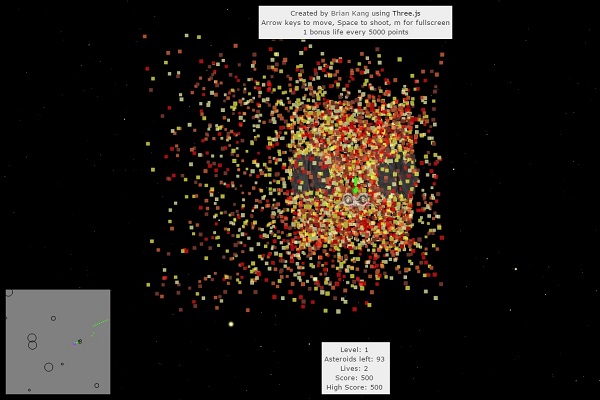 Created by Brian Kang using Three.js
Arrow keys to move, Space to shoot, m for fullscreen
1 bonus life every 5000 points
Level: 1
Asteroids left: 93
Lives: 2
Score: 500
High Score: 500